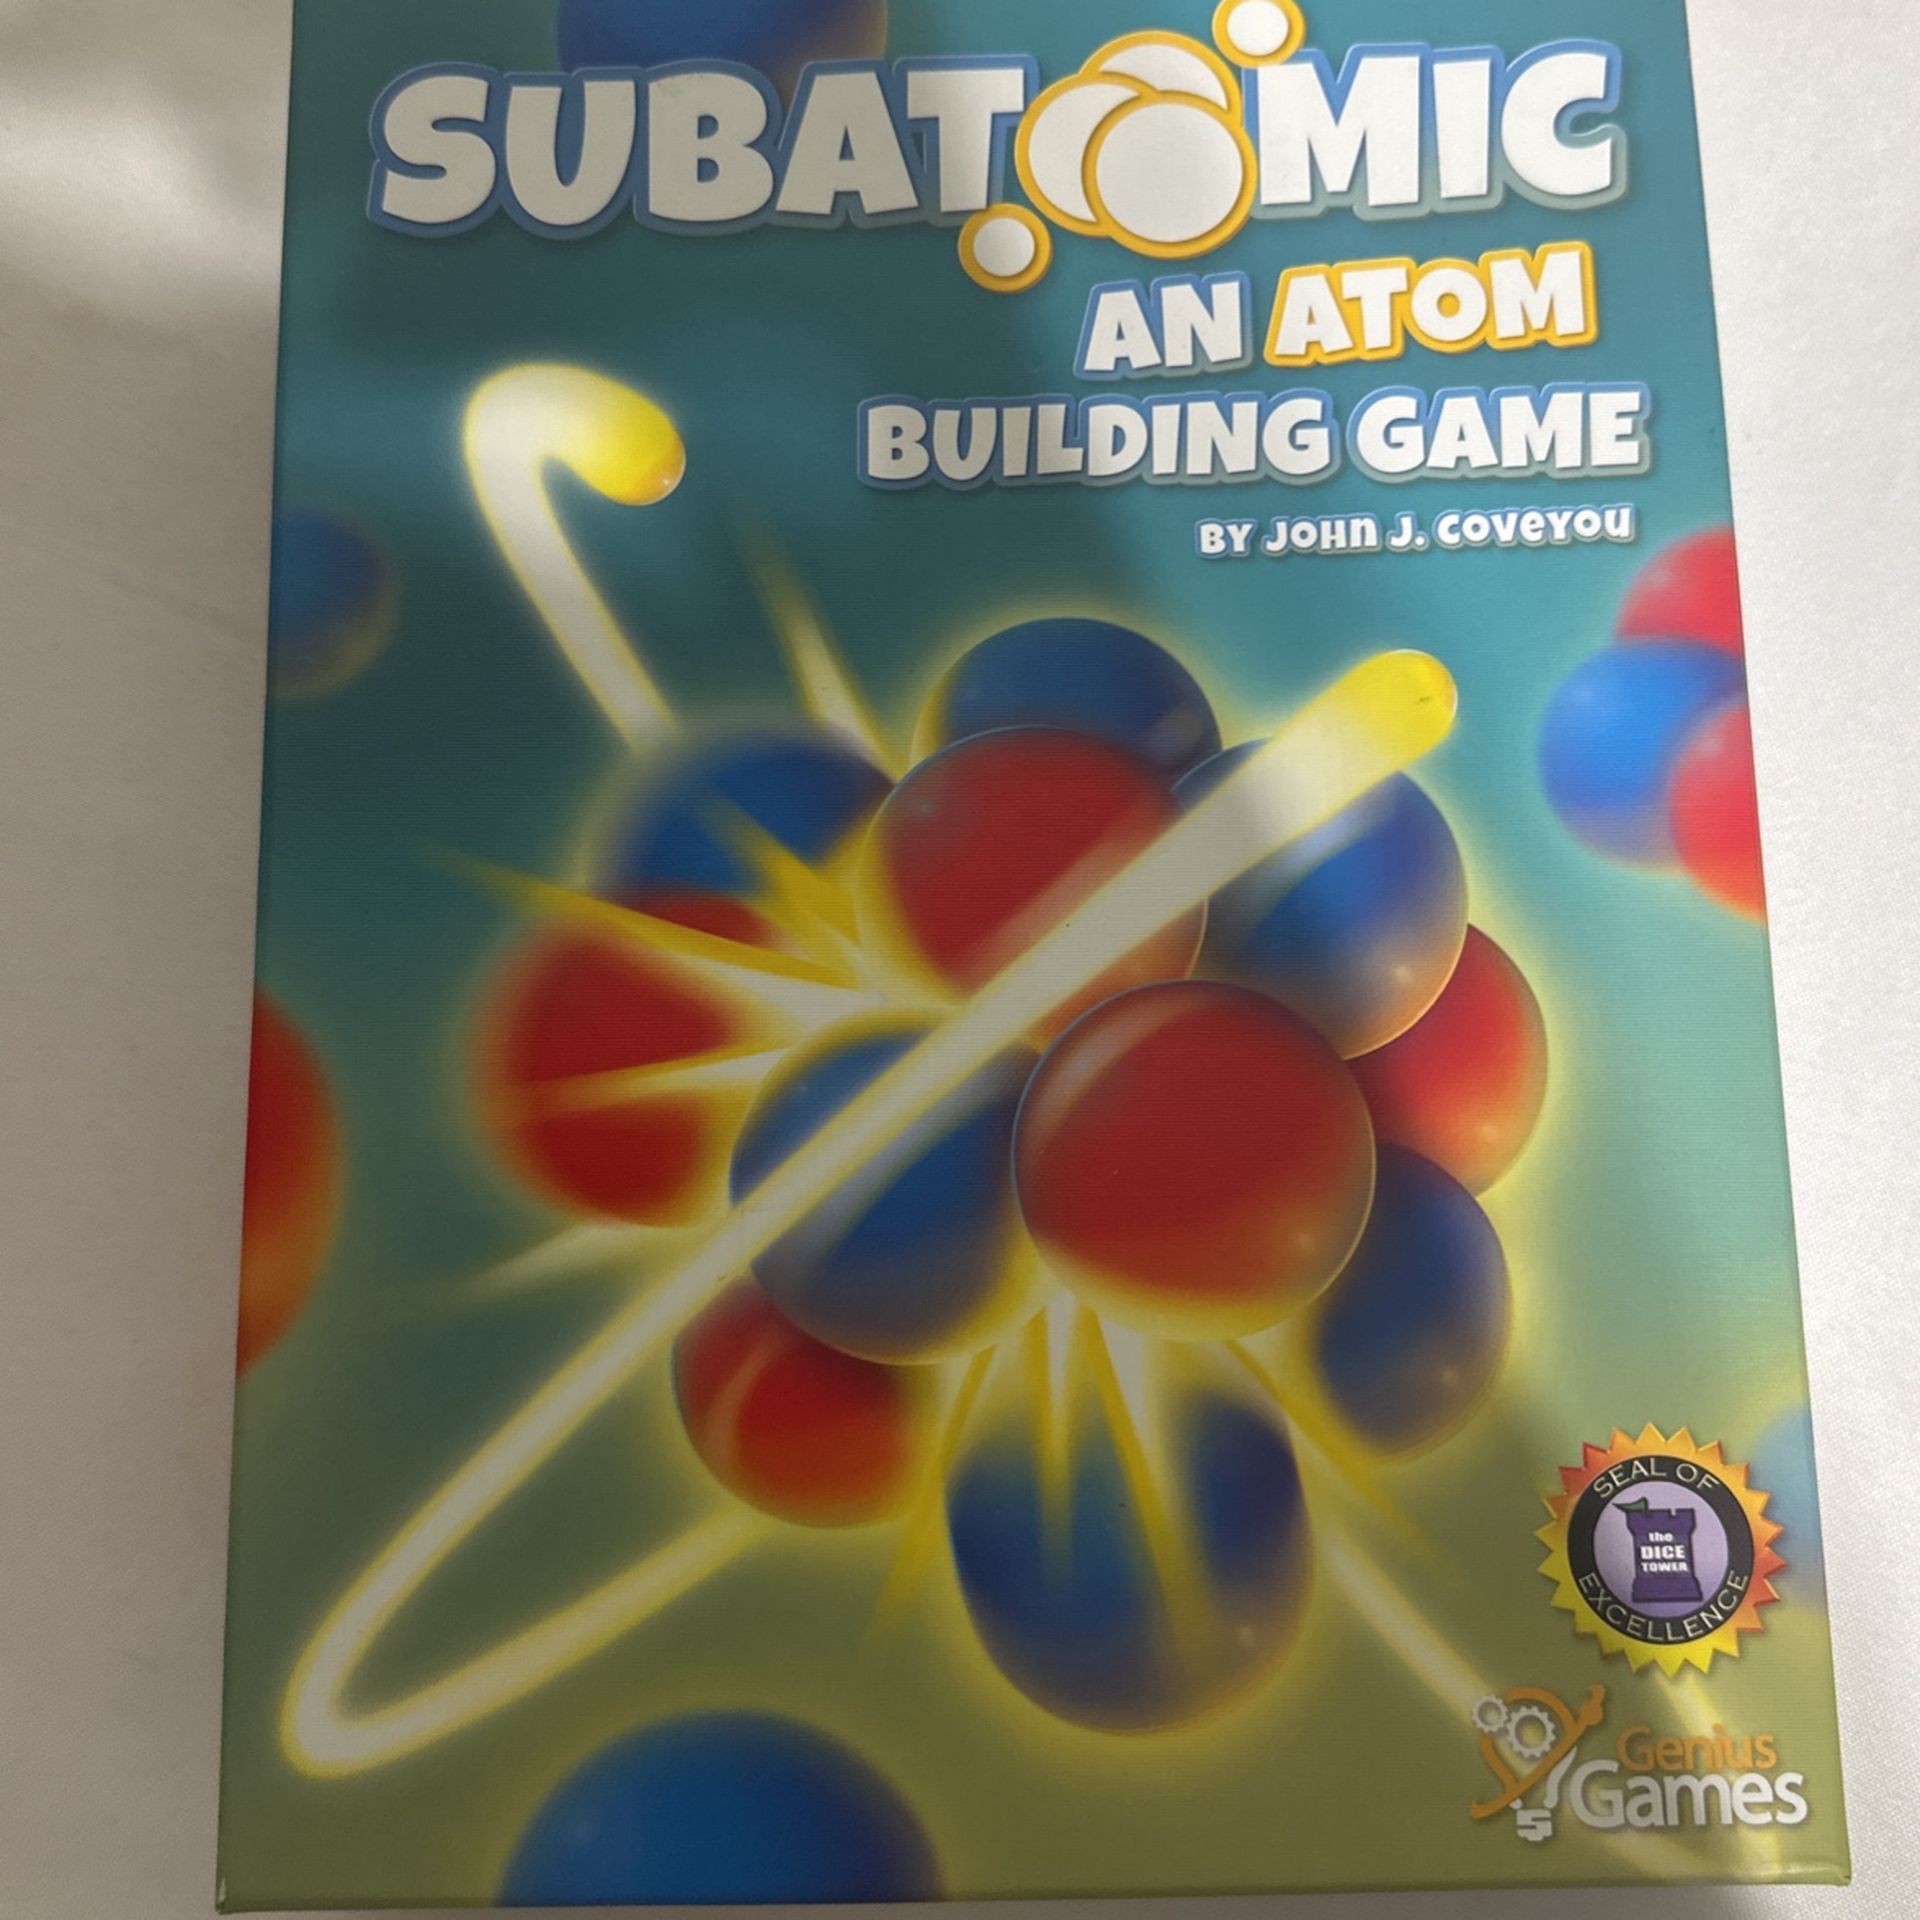 SUBATOMIC
AN ATOM
BUILDING GAME
BY JOHN J. COVEYOU
SEAL OF
the
DICE
TOWER
EXCELLENCE
Genius
Games